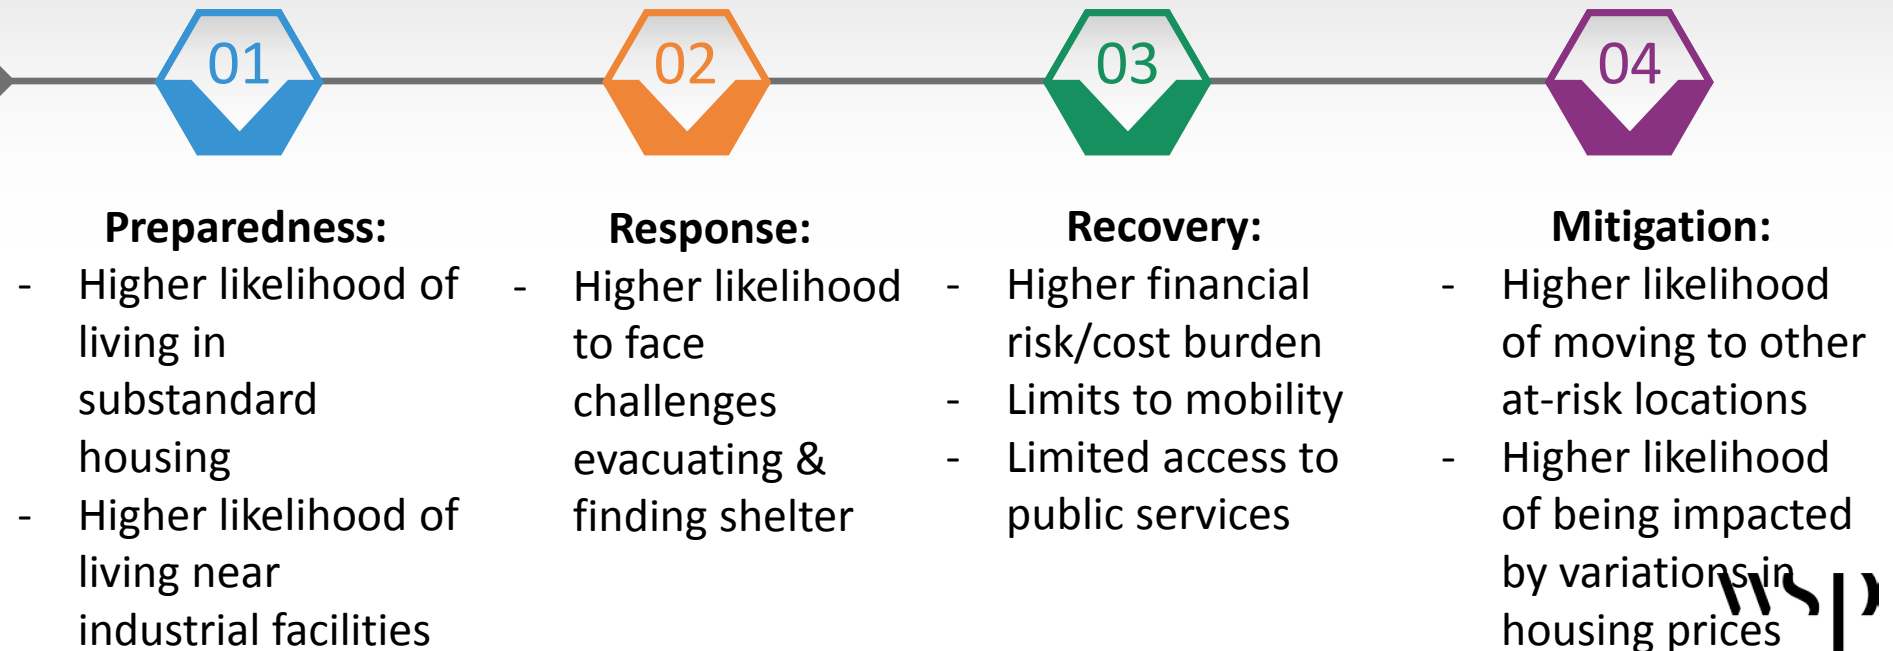 01
02
03
04
Preparedness:
- Higher likelihood of
living in
substandard
housing
- Higher likelihood of
living near
industrial facilities
Response:
- Higher likelihood
to face
challenges
evacuating &
finding shelter
Recovery:
- Higher financial
risk/cost burden
- Limits to mobility
- Limited access to
public services
Mitigation:
- Higher likelihood
of moving to other
at-risk locations
- Higher likelihood
of being impacted
by variations in
housing prices
wsp